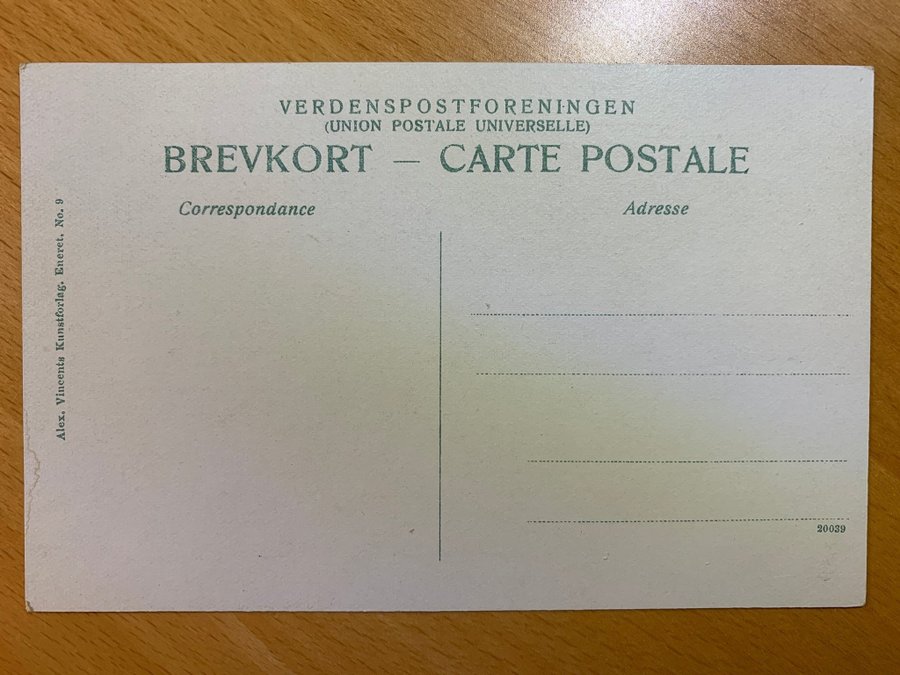 VERDENSPOSTFORENINGEN
(UNION POSTALE UNIVERSELLE)
BREVKORT — CARTE POSTALE
Correspondance
Adresse
Alex. Vincents Kunstforlag. Eneret. No. 9
20039